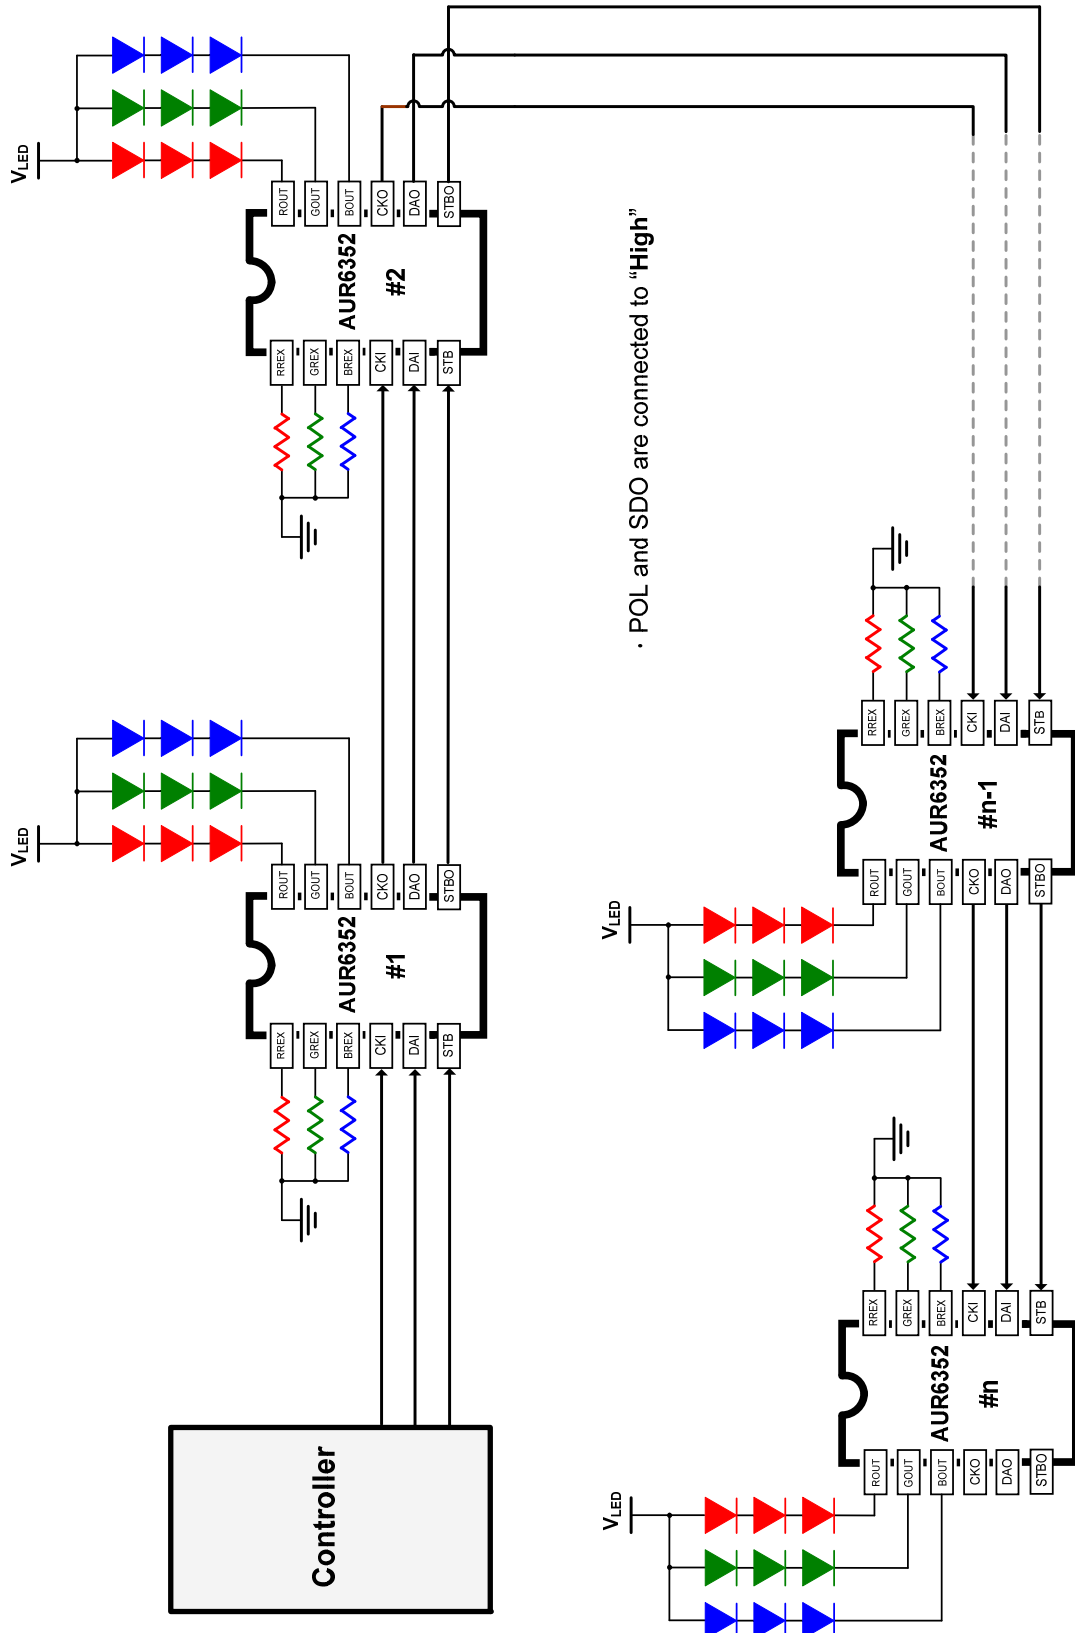 Controller
RREX
GREX
BREX
CKI
DAI
STB
AUR6352
#1
ROUT
GOUT
BOUT
CKO
DAO
STBO
VLED
RREX
GREX
BREX
CKI
DAI
STB
AUR6352
#2
ROUT
GOUT
BOUT
CKO
DAO
STBO
VLED
· POL and SDO are connected to “High”
VLED
ROUT
GOUT
BOUT
CKO
DAO
STBO
AUR6352
#n
RREX
GREX
BREX
CKI
DAI
STB
VLED
ROUT
GOUT
BOUT
CKO
DAO
STBO
AUR6352
#n-1
RREX
GREX
BREX
CKI
DAI
STB